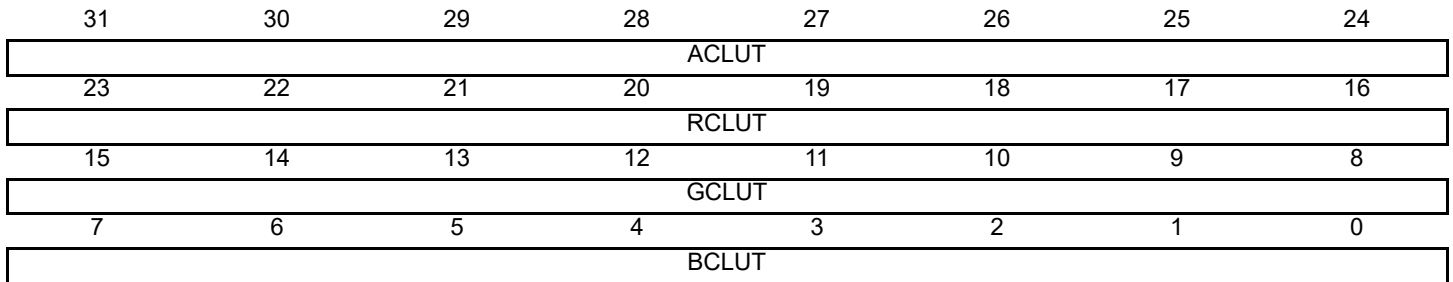 31 30 29 28 27 26 25 24
ACLUT
23 22 21 20 19 18 17 16
RCLUT
15 14 13 12 11 10 9 8
GCLUT
7 6 5 4 3 2 1 0
BCLUT